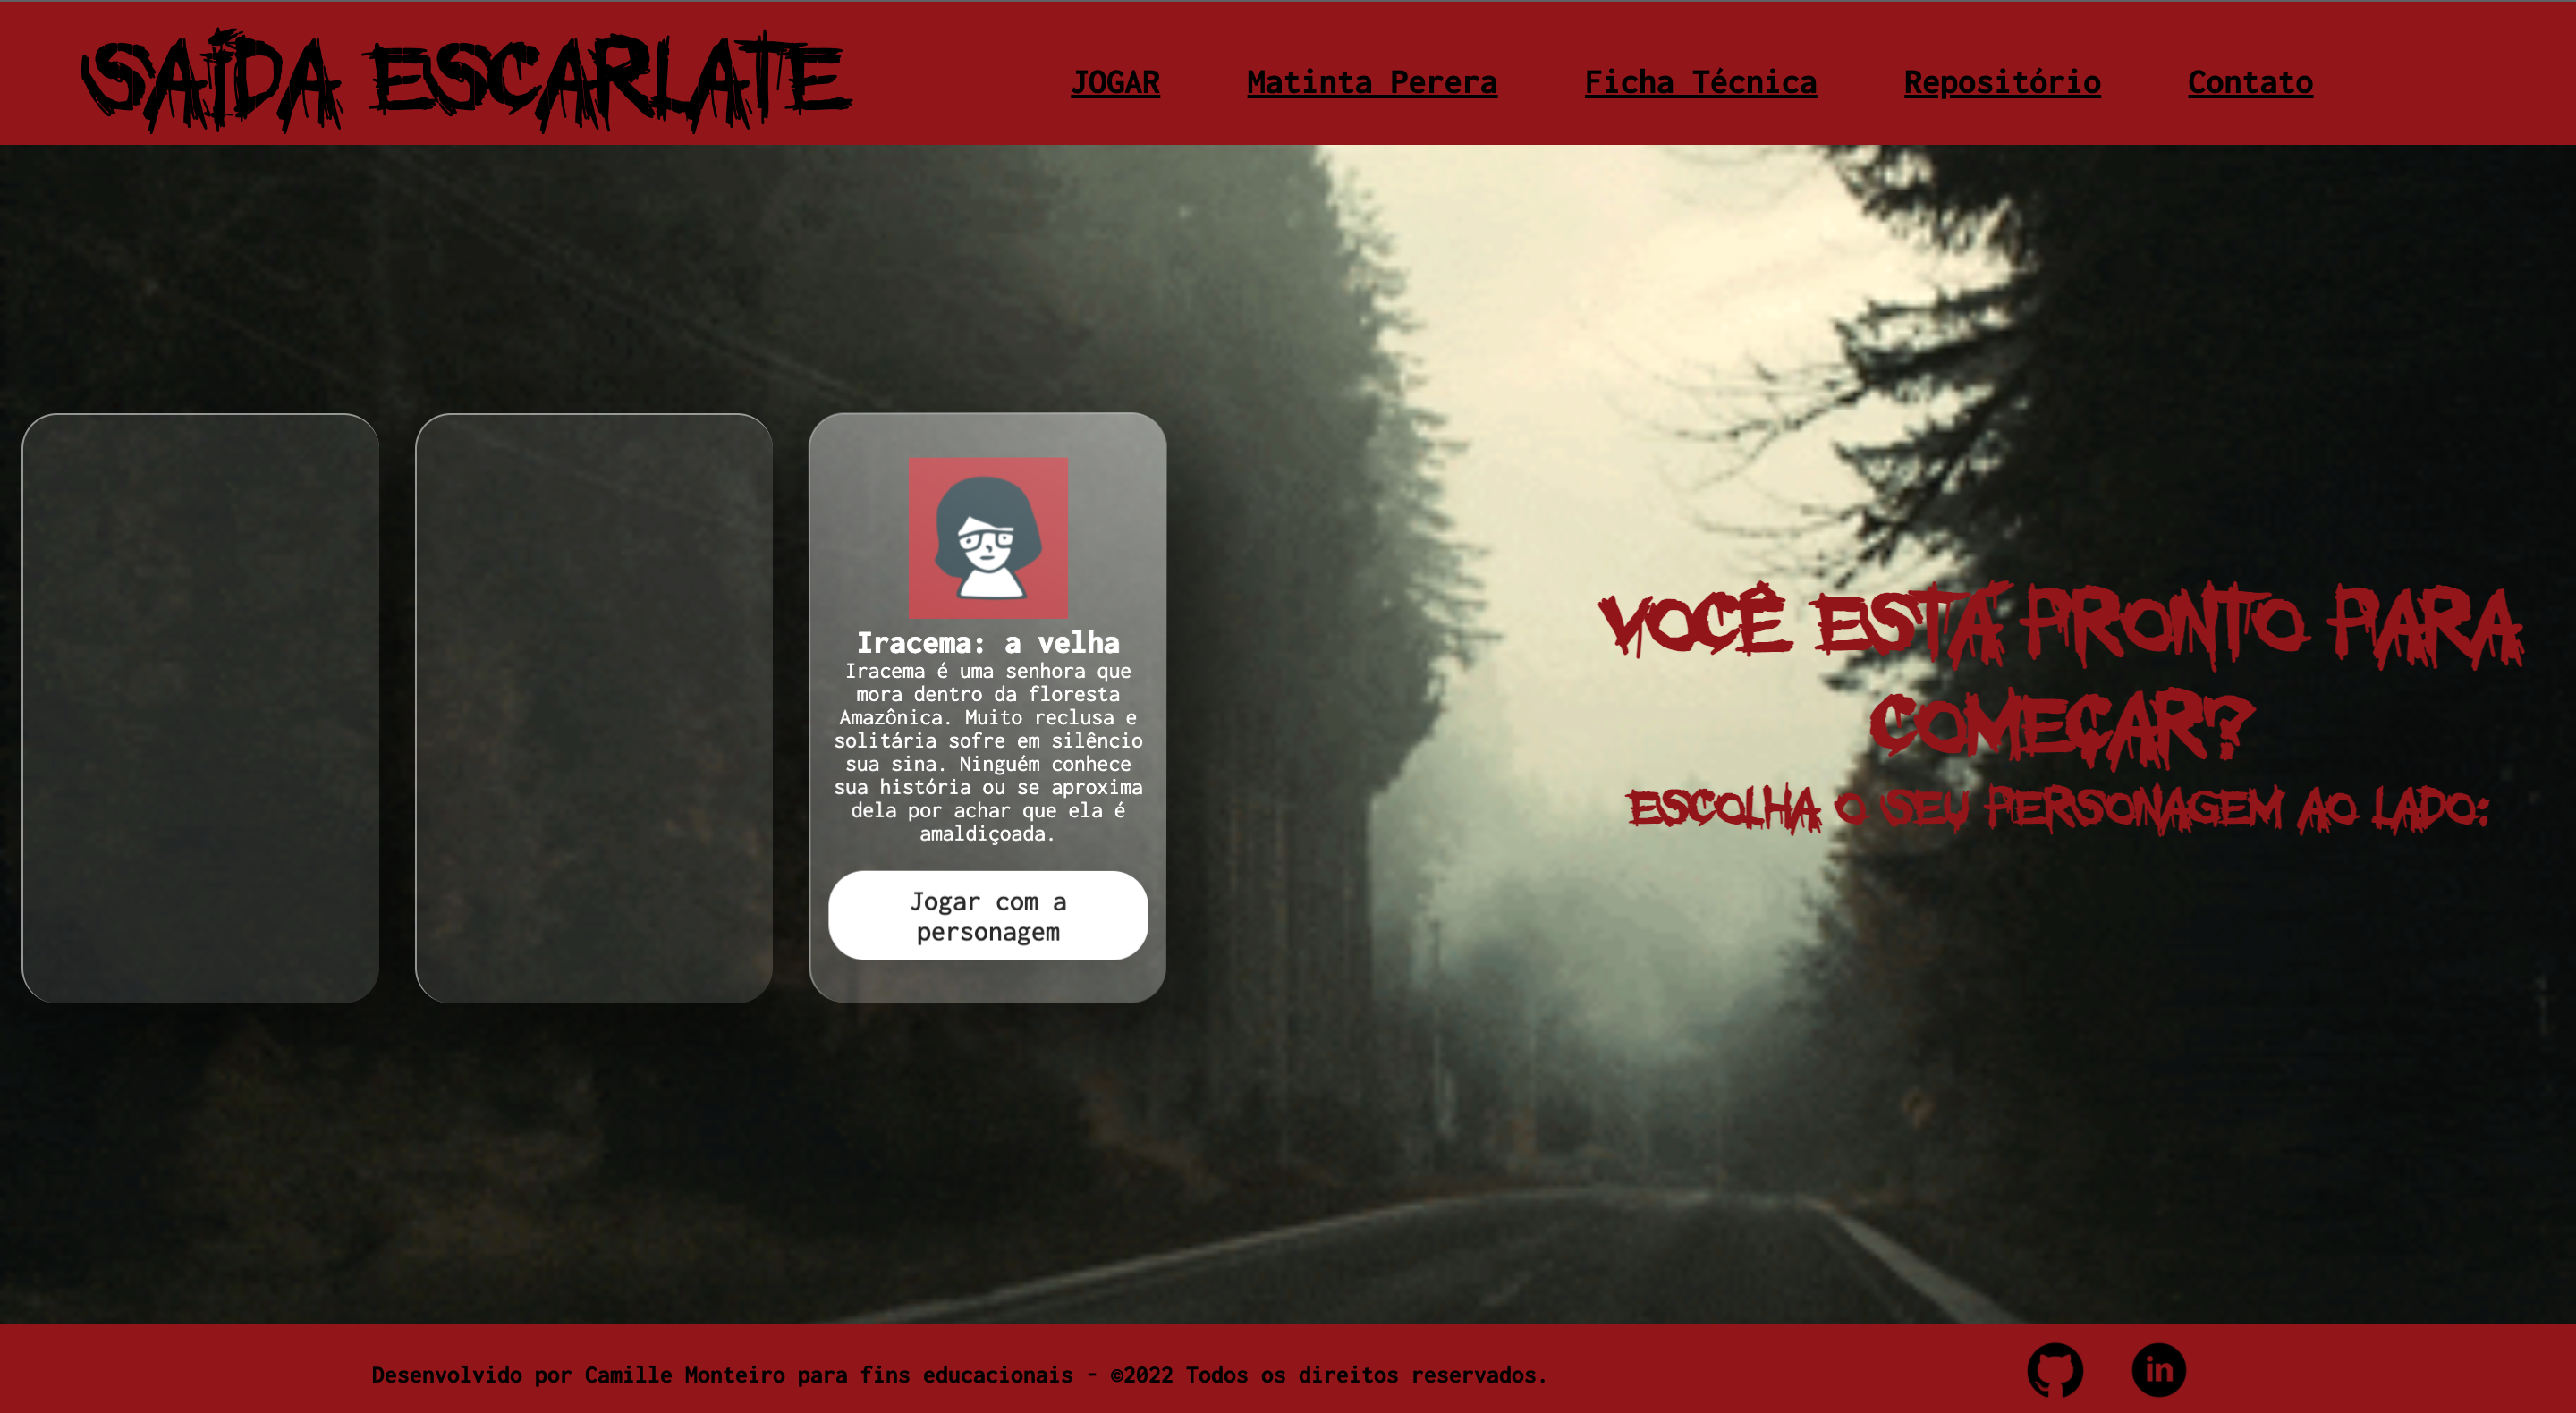 SAÍDA ESCARLATE
JOGAR Matinta Perera Ficha Técnica Repositório Contato
Iracema: a velha
Iracema é uma senhora que
mora dentro da floresta
Amazônica. Muito reclusa e
solitária sofre em silêncio
sua sina. Ninguém conhece
sua história ou se aproxima
dela por achar que ela é
amaldiçoada.
Jogar com a
personagem
VOCÊ ESTÁ PRONTO PARA
COMEÇAR?
ESCOLHA O SEU PERSONAGEM AO LADO:
Desenvolvido por Camille Monteiro para fins educacionais - ©2022 Todos os direitos reservados.
in